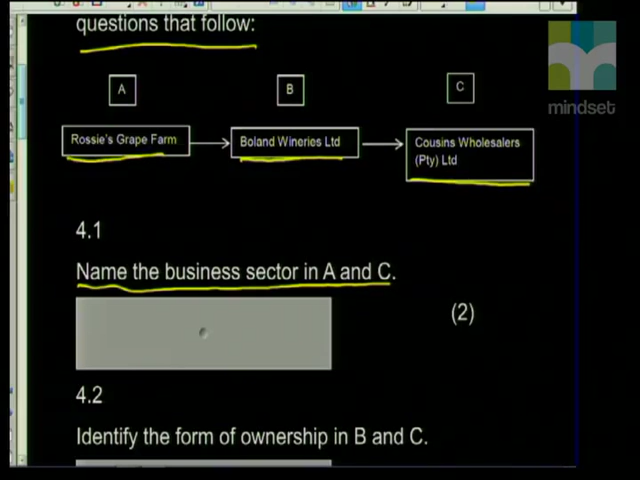 questions that follow:
A
B
C
Rossie's Grape Farm
Boland Wineries Ltd
Cousins Wholesalers
(Pty) Ltd
mindset
4.1
Name the business sector in A and C.
(2)
4.2
Identify the form of ownership in B and C.